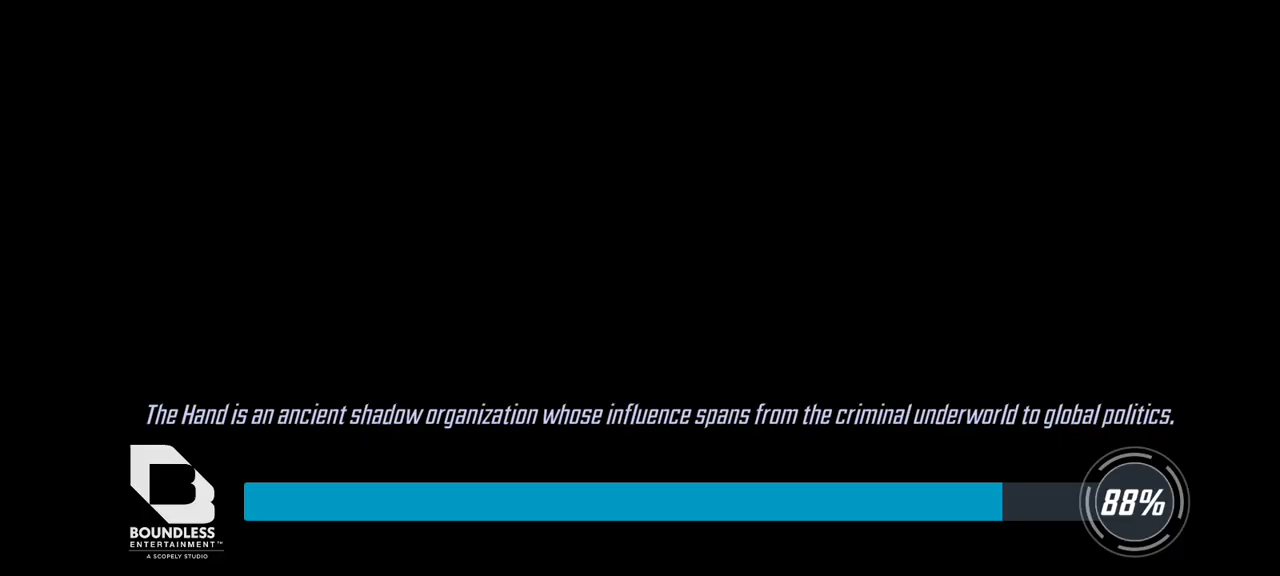 The Hand is an ancient shadow organization whose influence spans from the criminal underworld to global politics.
88%
BOUNDLESS
ENTERTAINMENT™
A SCOPELY STUDIO